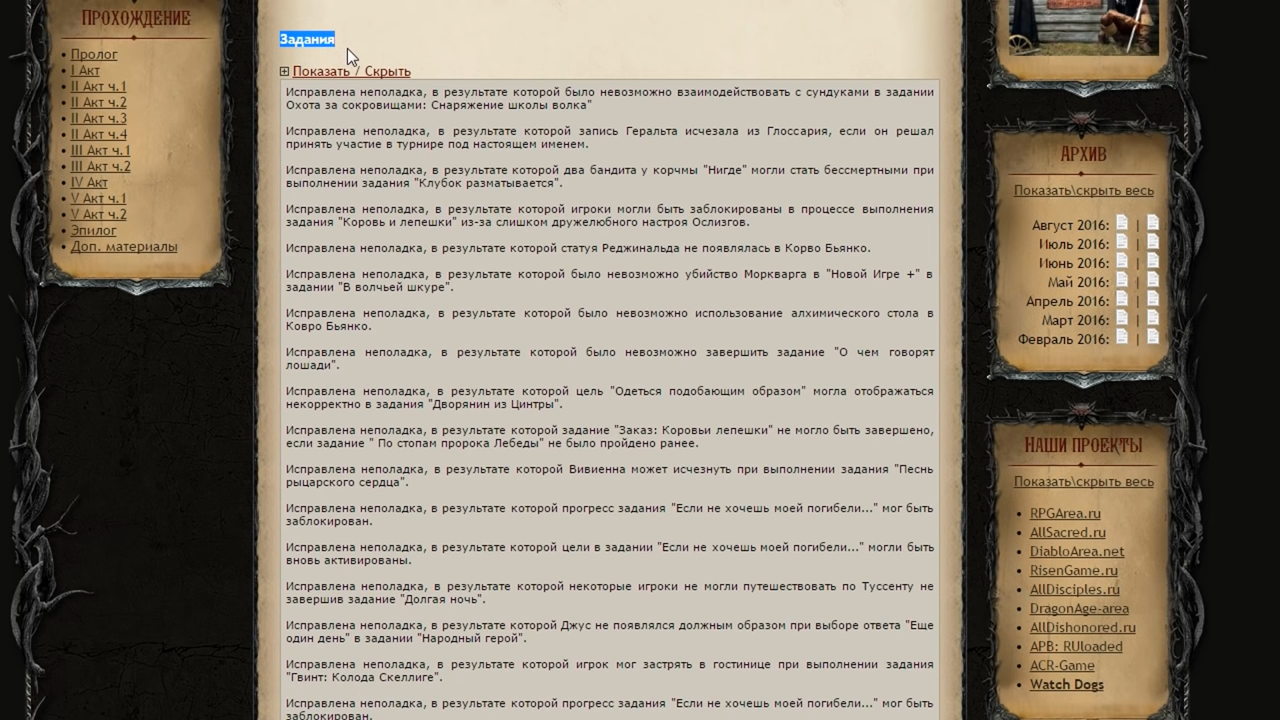 Прохождение
• Пролог
• I Акт
• II Акт ч.1
• II Акт ч.2
• II Акт ч.3
• II Акт ч.4
• III Акт ч.1
• III Акт ч.2
• IV Акт
• V Акт ч.1
• V Акт ч.2
• Эпилог
• Доп. материалы
Задания
Показать / Скрыть
Исправлена неполадка, в результате которой было невозможно взаимодействовать с сундуками в задании
Охота за сокровищами: Снаряжение школы волка"
Исправлена неполадка, в результате которой запись Геральта исчезала из Глоссария, если он решал
принять участие в турнире под настоящем именем.
Исправлена неполадка, в результате которой два бандита у корчмы "Нигде" могли стать бессмертными при
выполнении задания "Клубок разматывается".
Исправлена неполадка, в результате которой игроки могли быть заблокированы в процессе выполнения
задания "Коровь и лепешки" из-за слишком дружелюбного настроя Ослизгов.
Исправлена неполадка, в результате которой статуя Реджинальда не появлялась в Корво Бьянко.
Исправлена неполадка, в результате которой было невозможно убийство Моркварга в "Новой Игре +" в
задании "В волчьей шкуре".
Исправлена неполадка, в результате которой было невозможно использование алхимического стола в
Ковро Бьянко.
Исправлена неполадка, в результате которой было невозможно завершить задание "О чем говорят
лошади".
Исправлена неполадка, в результате которой цель "Одеться подобающим образом" могла отображаться
некорректно в задания "Дворянин из Цинтры".
Исправлена неполадка, в результате которой задание "Заказ: Коровьи лепешки" не могло быть завершено,
если задание " По стопам пророка Лебеды" не было пройдено ранее.
Исправлена неполадка, в результате которой Вивиенна может исчезнуть при выполнении задания "Песнь
рыцарского сердца".
Исправлена неполадка, в результате которой прогресс задания "Если не хочешь моей погибели..." мог быть
заблокирован.
Исправлена неполадка, в результате которой цели в задании "Если не хочешь моей погибели..." могли быть
вновь активированы.
Исправлена неполадка, в результате которой некоторые игроки не могли путешествовать по Туссенту не
завершив задание "Долгая ночь".
Исправлена неполадка, в результате которой Джус не появлялся должным образом при выборе ответа "Еще
один день" в задании "Народный герой".
Исправлена неполадка, в результате которой игрок мог застрять в гостинице при выполнении задания
"Гвинт: Колода Скеллиге".
Исправлена неполадка, в результате которой прогресс задания "Если не хочешь моей погибели..." мог быть
заблокирован.
Архив
Показать\скрыть весь
Август 2016: |
Июль 2016: |
Июнь 2016: |
Май 2016: |
Апрель 2016: |
Март 2016: |
Февраль 2016: |
Наши проекты
Показать\скрыть весь
• RPGArea.ru
• AllSacred.ru
• DiabloArea.net
• RisenGame.ru
• AllDisciples.ru
• DragonAge-area
• AllDishonored.ru
• APB: RUloaded
• ACR-Game
• Watch Dogs